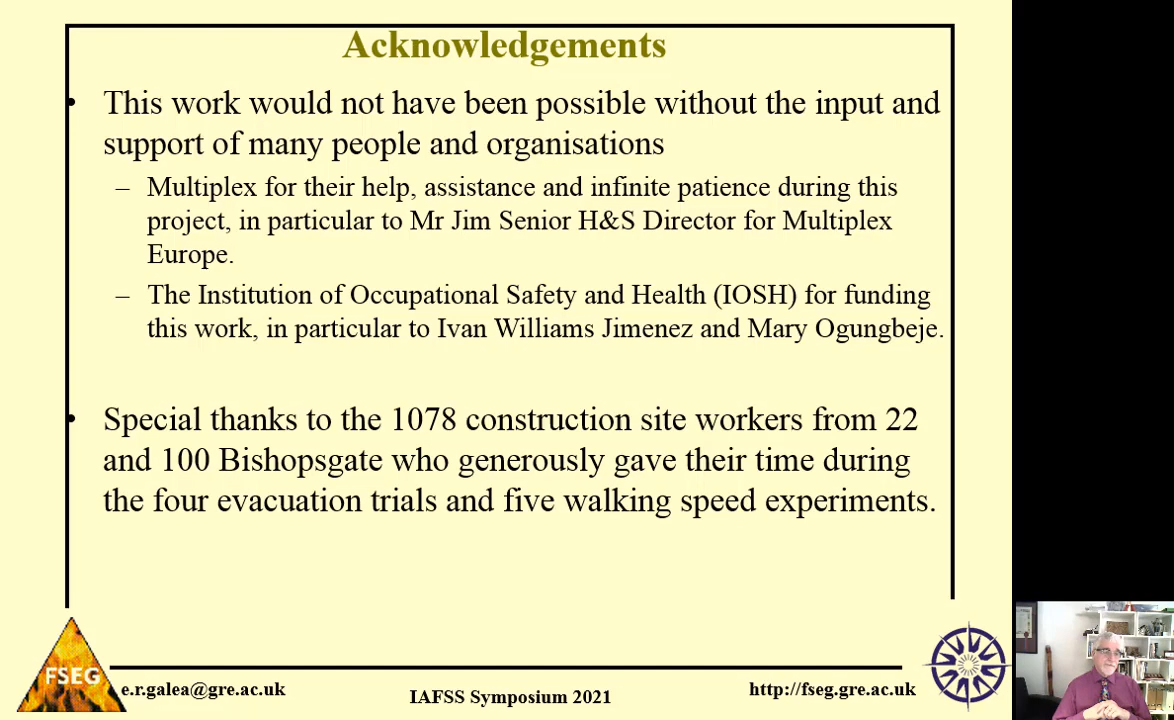 Acknowledgements
• This work would not have been possible without the input and
support of many people and organisations
– Multiplex for their help, assistance and infinite patience during this
project, in particular to Mr Jim Senior H&S Director for Multiplex
Europe.
– The Institution of Occupational Safety and Health (IOSH) for funding
this work, in particular to Ivan Williams Jimenez and Mary Ogungbeje.
• Special thanks to the 1078 construction site workers from 22
and 100 Bishopsgate who generously gave their time during
the four evacuation trials and five walking speed experiments.
FSEG
e.r.galea@gre.ac.uk
IAFSS Symposium 2021
http://fseg.gre.ac.uk